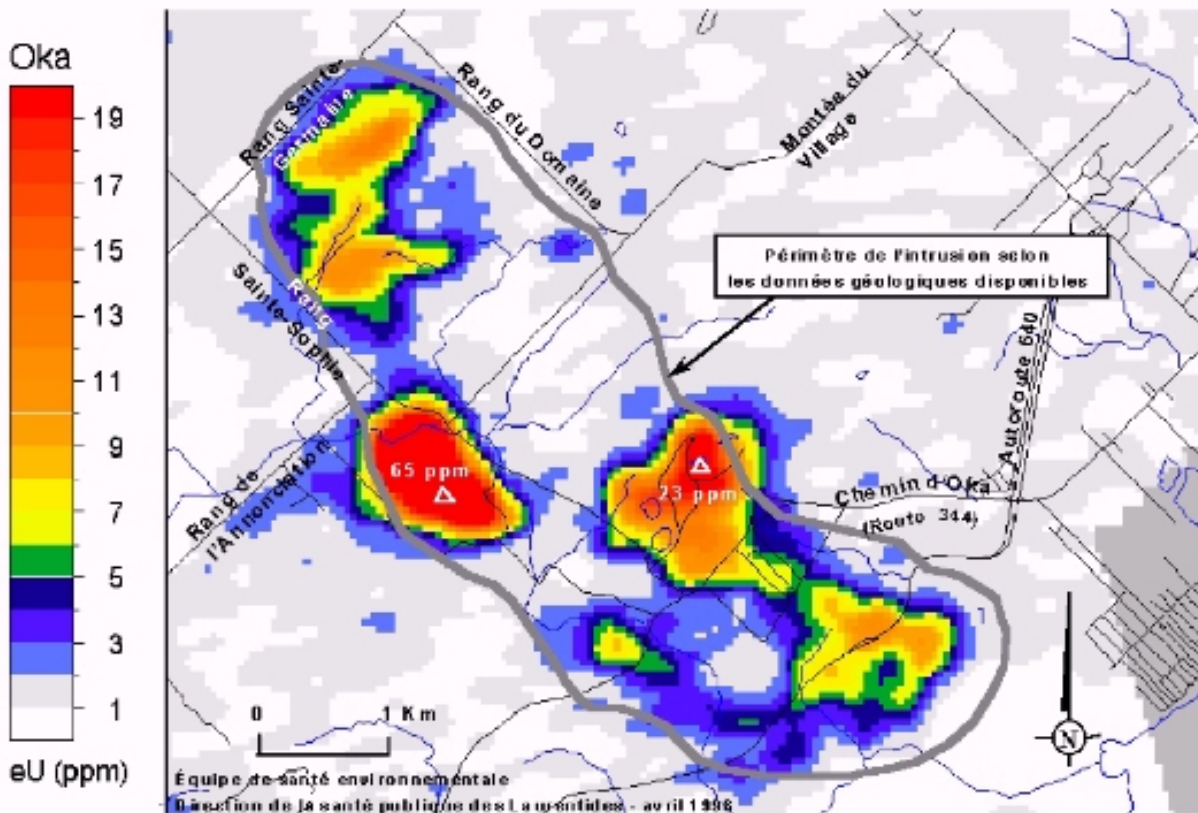 Oka
19
17
15
13
11
9
7
5
3
1
eU (ppm)
Rang Sainte-
Germaine
Rang du Domaine
Montée du
Village
Périmètre de l'intrusion selon
les données géologiques disponibles
Rang
Sainte-Sophie
Autoroute 640
Rang de
l'Annonciation
65 ppm
23 ppm
Chemin d'Oka
(Route 344)
0 1 Km
N
Équipe de santé environnementale
Direction de la santé publique des Laurentides - avril 1998